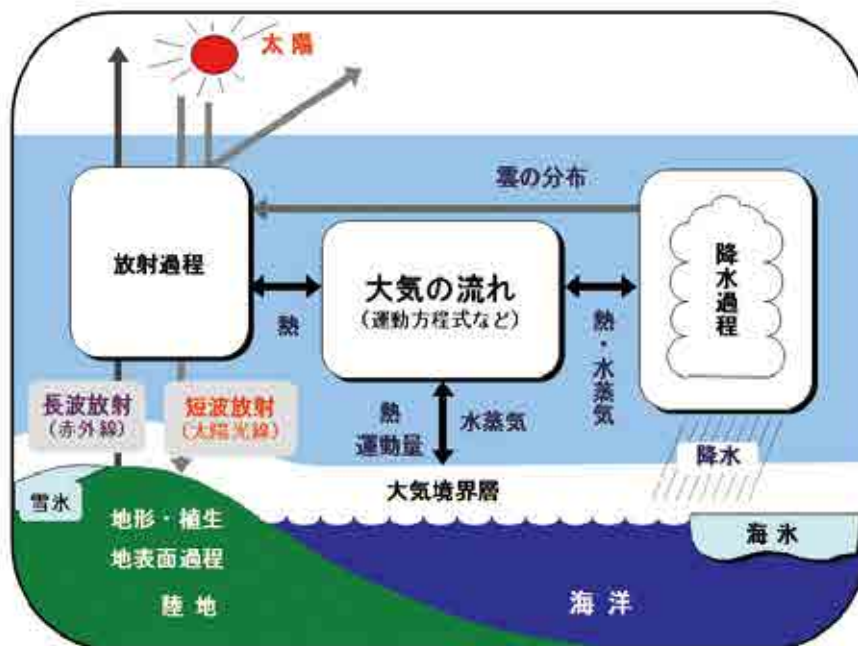 太陽
雲の分布
放射過程
大気の流れ
(運動方程式など)
降水過程
熱
熱・水蒸気
長波放射
(赤外線)
短波放射
(太陽光線)
熱
運動量
水蒸気
降水
大気境界層
雪氷
地形・植生
地表面過程
陸地
海氷
海洋